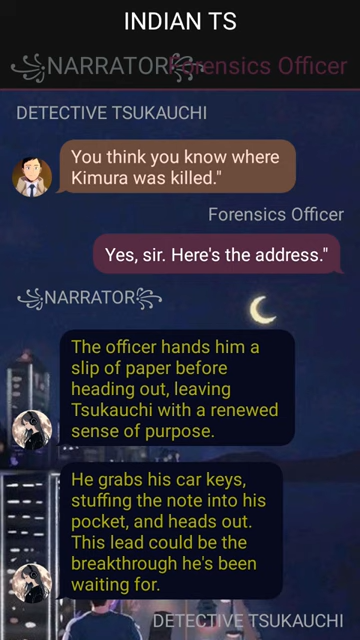 INDIAN TS
NARRATOR Forensics Officer
DETECTIVE TSUKAUCHI
You think you know where
Kimura was killed."
Forensics Officer
Yes, sir. Here's the address."
NARRATOR
The officer hands him a
slip of paper before
heading out, leaving
Tsukauchi with a renewed
sense of purpose.
He grabs his car keys,
stuffing the note into his
pocket, and heads out.
This lead could be the
breakthrough he's been
waiting for.
DETECTIVE TSUKAUCHI